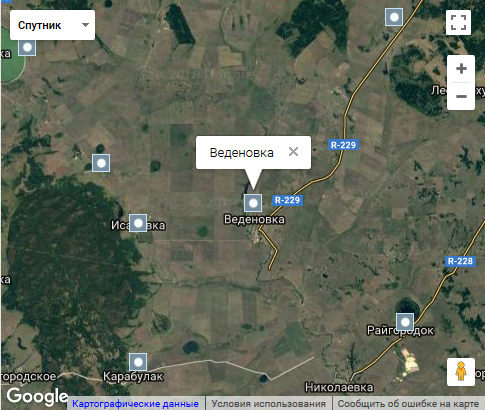 Спутник
Веденовка
R-229
R-229
Веденовка
R-228
Райгородок
Карабулак
Николаевка
Google
Картографические данные
Условия использования
Сообщить об ошибке на карте